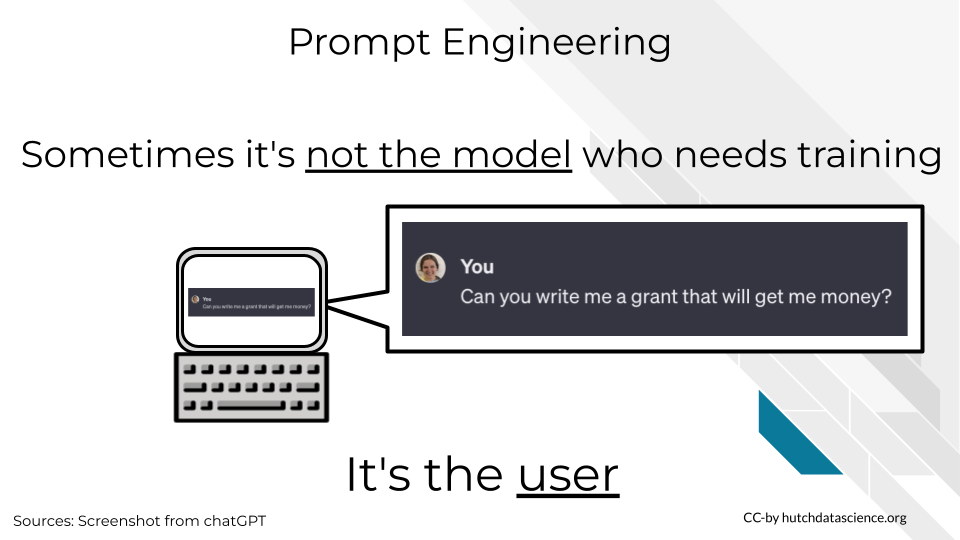 Prompt Engineering
Sometimes it's not the model who needs training
You
Can you write me a grant that will get me money?
You
Can you write me a grant that will get me money?
It's the user
Sources: Screenshot from chatGPT
CC-by hutchdatascience.org